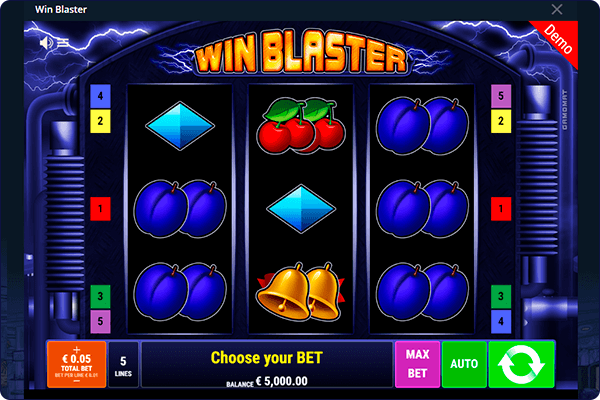 Win Blaster
WIN BLASTER
Demo
GAMOMAT
4
5
2
2
1
1
3
3
5
4
€ 0.05
TOTAL BET
BET PER LINE € 0.01
5
LINES
Choose your BET
BALANCE € 5,000.00
MAX
BET
AUTO